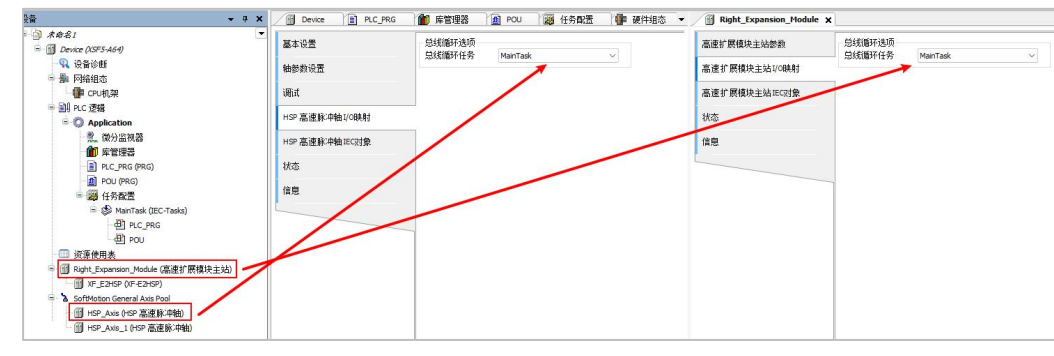 设备
未命名1
Device (XSF5-A64)
设备诊断
网络组态
CPU机架
PLC 逻辑
Application
微分监视器
库管理器
PLC_PRG (PRG)
POU (PRG)
任务配置
MainTask (IEC-Tasks)
PLC_PRG
POU
资源使用表
Right_Expansion_Module (高速扩展模块主站)
XF_E2HSP (XF-E2HSP)
SoftMotion General Axis Pool
HSP_Axis (HSP 高速脉冲轴)
HSP_Axis_1 (HSP 高速脉冲轴)
Device PLC_PRG 库管理器 POU 任务配置 硬件组态
基本设置
轴参数设置
调试
HSP 高速脉冲轴I/O映射
HSP 高速脉冲轴IEC对象
状态
信息
总线循环选项
总线循环任务 MainTask
Right_Expansion_Module
高速扩展模块主站参数
高速扩展模块主站I/O映射
高速扩展模块主站IEC对象
状态
信息
总线循环选项
总线循环任务 MainTask